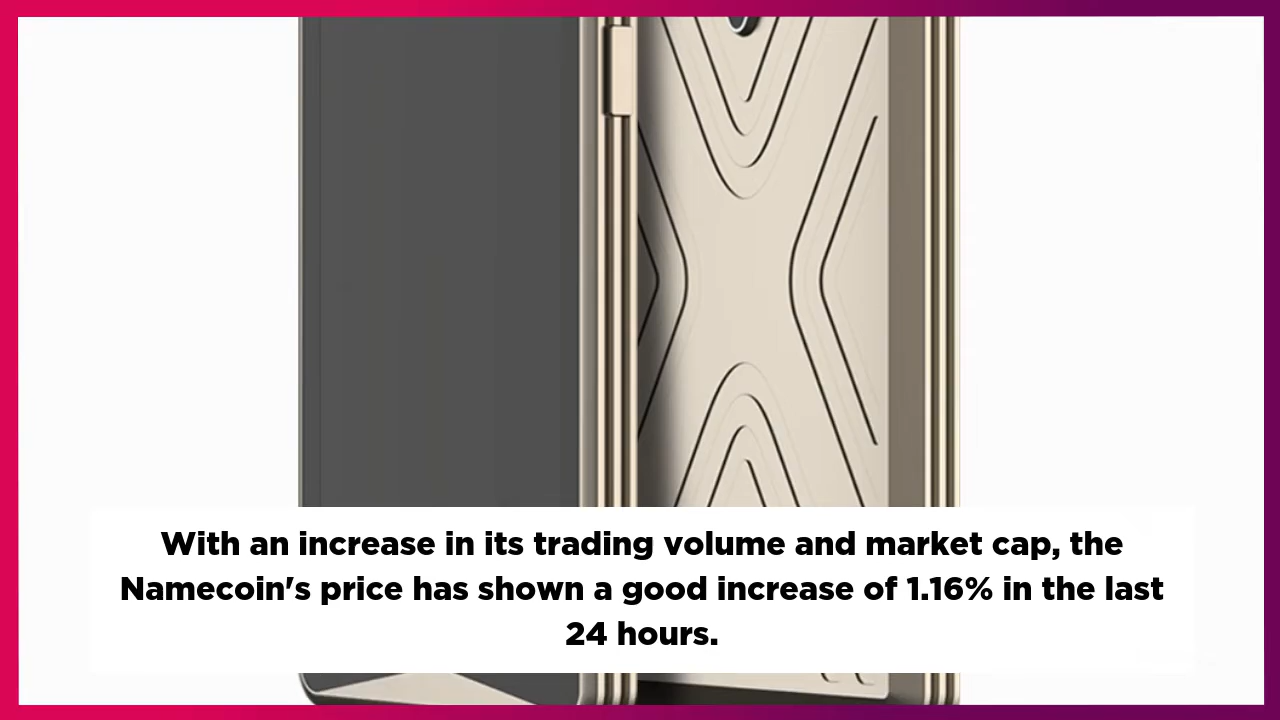 With an increase in its trading volume and market cap, the
Namecoin's price has shown a good increase of 1.16% in the last
24 hours.